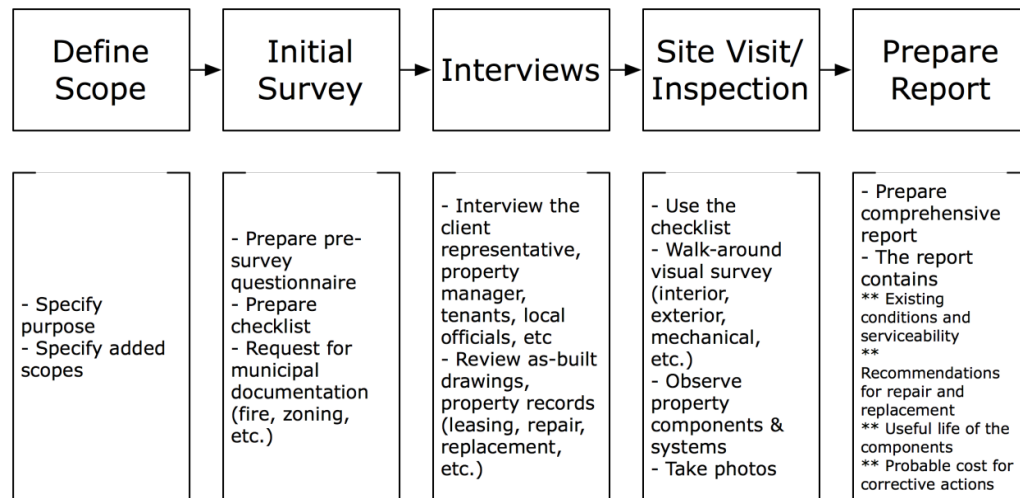 Define
Scope
Initial
Survey
Interviews
Site Visit/
Inspection
Prepare
Report
- Specify
purpose
- Specify added
scopes
- Prepare pre-
survey
questionnaire
- Prepare
checklist
- Request for
municipal
documentation
(fire, zoning,
etc.)
- Interview the
client
representative,
property
manager,
tenants, local
officials, etc
- Review as-built
drawings,
property records
(leasing, repair,
replacement,
etc.)
- Use the
checklist
- Walk-around
visual survey
(interior,
exterior,
mechanical,
etc.)
- Observe
property
components &
systems
- Take photos
- Prepare
comprehensive
report
- The report
contains
** Existing
conditions and
serviceability
**
Recommendations
for repair and
replacement
** Useful life of the
components
** Probable cost for
corrective actions